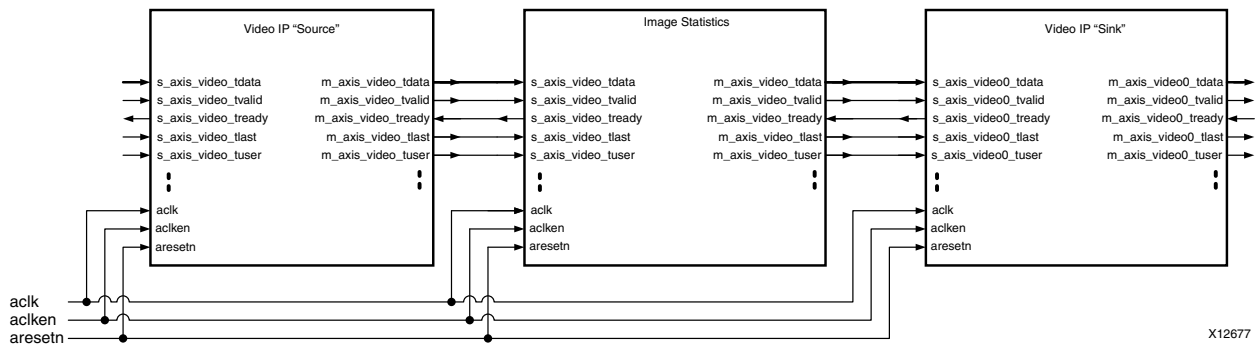 Video IP “Source”
s_axis_video_tdata
s_axis_video_tvalid
s_axis_video_tready
s_axis_video_tlast
s_axis_video_tuser
m_axis_video_tdata
m_axis_video_tvalid
m_axis_video_tready
m_axis_video_tlast
m_axis_video_tuser
aclk
aclken
aresetn
Image Statistics
s_axis_video_tdata
s_axis_video_tvalid
s_axis_video_tready
s_axis_video_tlast
s_axis_video_tuser
m_axis_video_tdata
m_axis_video_tvalid
m_axis_video_tready
m_axis_video_tlast
m_axis_video_tuser
aclk
aclken
aresetn
Video IP “Sink”
s_axis_video0_tdata
s_axis_video0_tvalid
s_axis_video0_tready
s_axis_video0_tlast
s_axis_video0_tuser
m_axis_video0_tdata
m_axis_video0_tvalid
m_axis_video0_tready
m_axis_video0_tlast
m_axis_video0_tuser
aclk
aclken
aresetn
aclk
aclken
aresetn
X12677